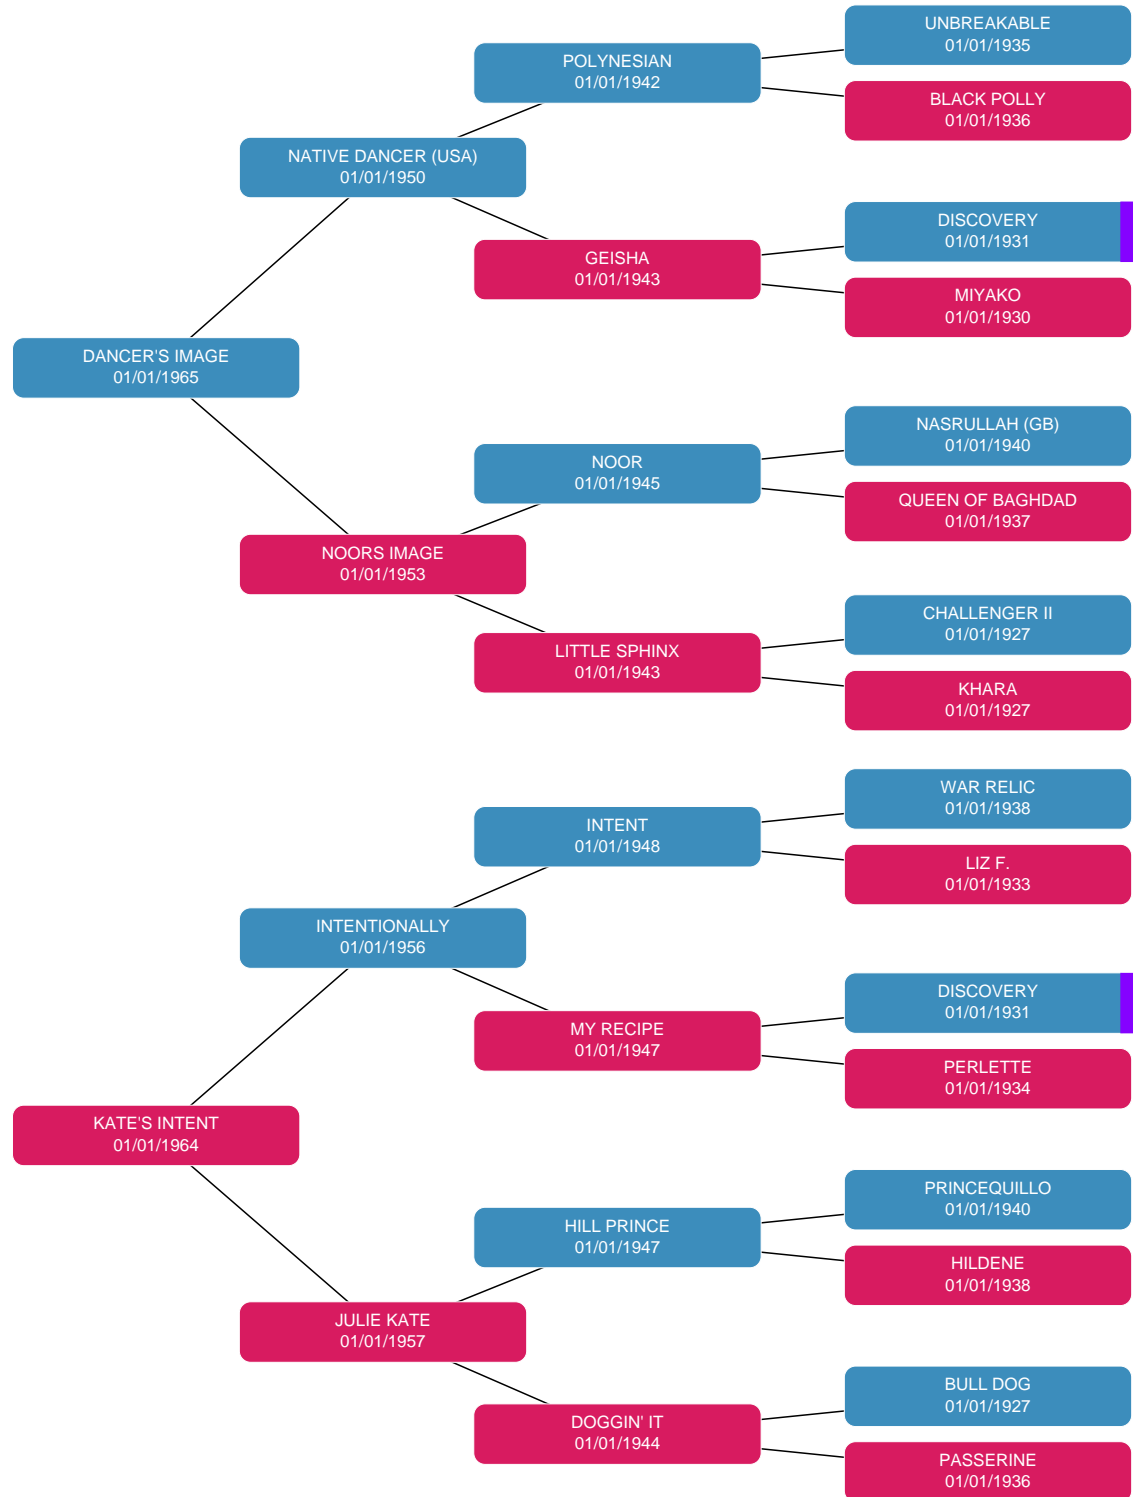 UNBREAKABLE
01/01/1935
POLYNESIAN
01/01/1942
BLACK POLLY
01/01/1936
NATIVE DANCER (USA)
01/01/1950
DISCOVERY
01/01/1931
GEISHA
01/01/1943
MIYAKO
01/01/1930
DANCER'S IMAGE
01/01/1965
NASRULLAH (GB)
01/01/1940
NOOR
01/01/1945
QUEEN OF BAGHDAD
01/01/1937
NOORS IMAGE
01/01/1953
CHALLENGER II
01/01/1927
LITTLE SPHINX
01/01/1943
KHARA
01/01/1927
WAR RELIC
01/01/1938
INTENT
01/01/1948
LIZ F.
01/01/1933
INTENTIONALLY
01/01/1956
DISCOVERY
01/01/1931
MY RECIPE
01/01/1947
PERLETTE
01/01/1934
KATE'S INTENT
01/01/1964
PRINCEQUILLO
01/01/1940
HILL PRINCE
01/01/1947
HILDENE
01/01/1938
JULIE KATE
01/01/1957
BULL DOG
01/01/1927
DOGGIN' IT
01/01/1944
PASSERINE
01/01/1936